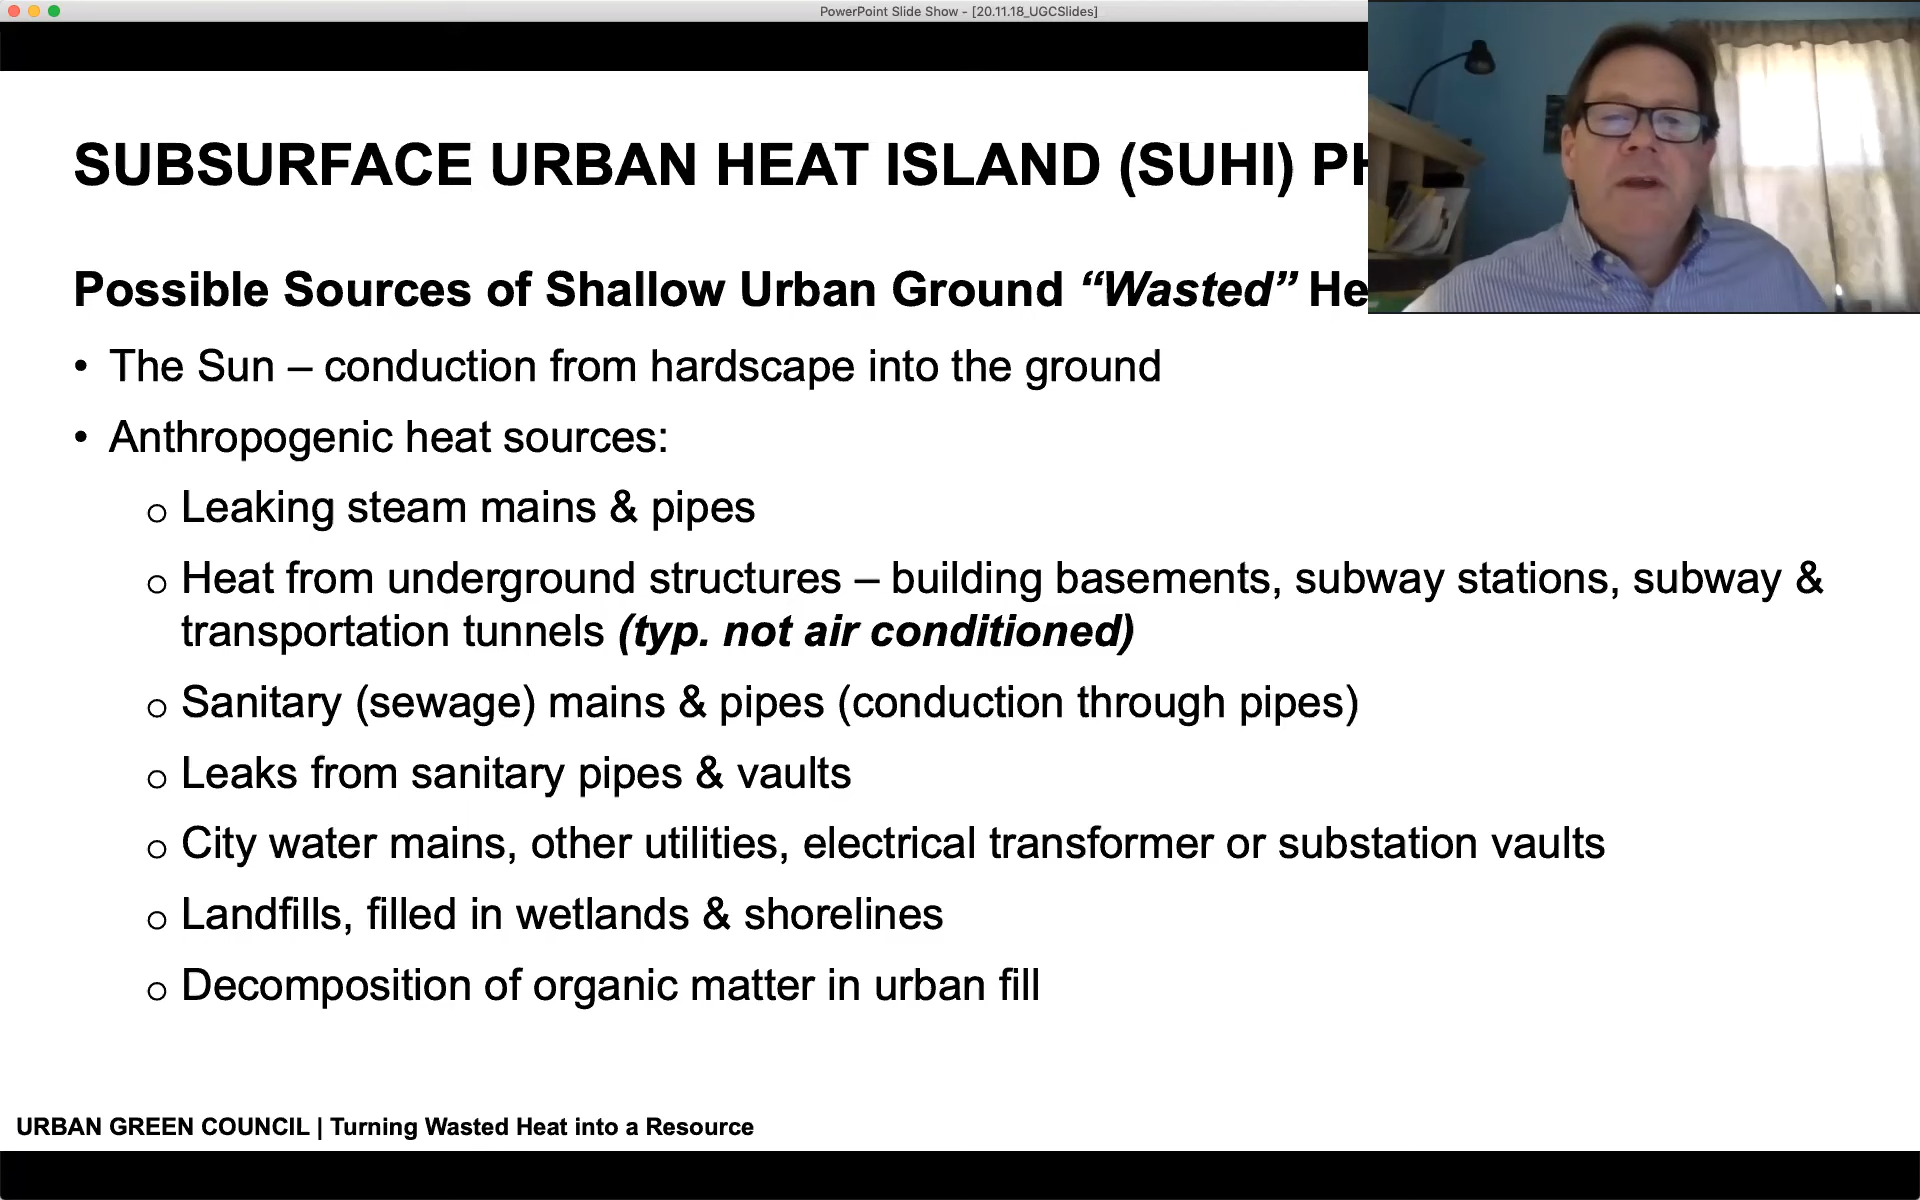 PowerPoint Slide Show - [20.11.18_UGCSlides]
SUBSURFACE URBAN HEAT ISLAND (SUHI)
Possible Sources of Shallow Urban Ground “Wasted”
• The Sun – conduction from hardscape into the ground
• Anthropogenic heat sources:
o Leaking steam mains & pipes
o Heat from underground structures – building basements, subway stations, subway &
transportation tunnels (typ. not air conditioned)
o Sanitary (sewage) mains & pipes (conduction through pipes)
o Leaks from sanitary pipes & vaults
o City water mains, other utilities, electrical transformer or substation vaults
o Landfills, filled in wetlands & shorelines
o Decomposition of organic matter in urban fill
URBAN GREEN COUNCIL | Turning Wasted Heat into a Resource